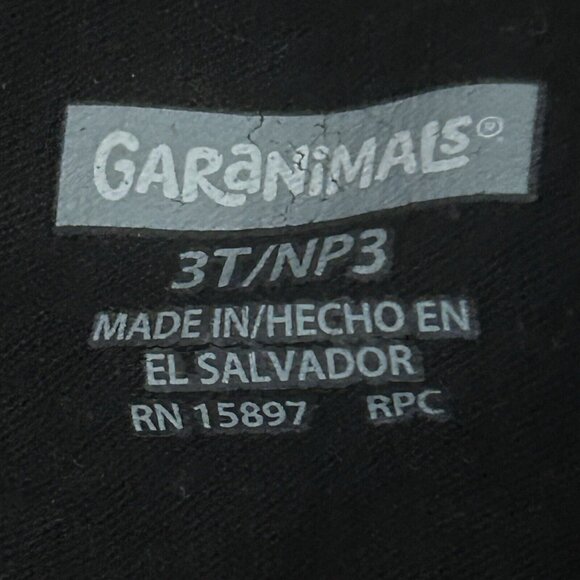 GARaNiMALs®
3T/NP3
MADE IN/HECHO EN
EL SALVADOR
RN 15897 RPC